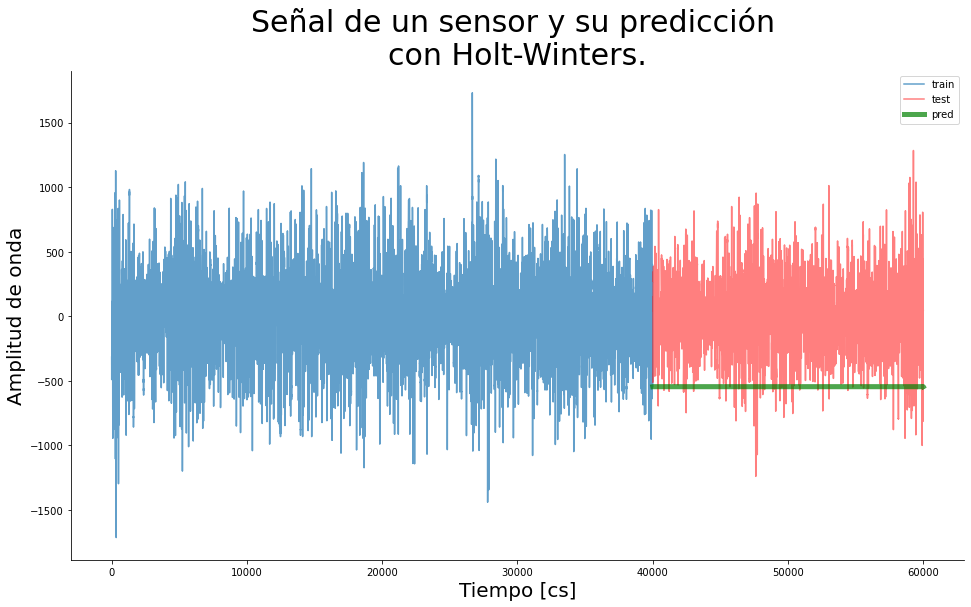 Señal de un sensor y su predicción
con Holt-Winters.
train
test
pred
1500
1000
500
0
−500
−1000
−1500
Amplitud de onda
0
10000
20000
30000
40000
50000
60000
Tiempo [cs]